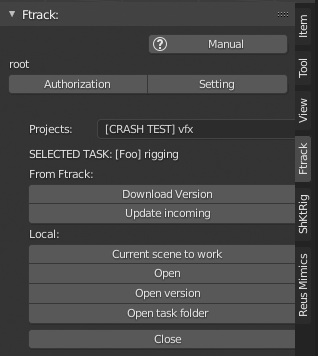 Ftrack:
? Manual
root
Authorization Setting
Projects: [CRASH TEST] vfx
SELECTED TASK: [Foo] rigging
From Ftrack:
Download Version
Update incoming
Local:
Current scene to work
Open
Open version
Open task folder
Close
Item
Tool
View
Ftrack
ShKtRig
Reus Mimics